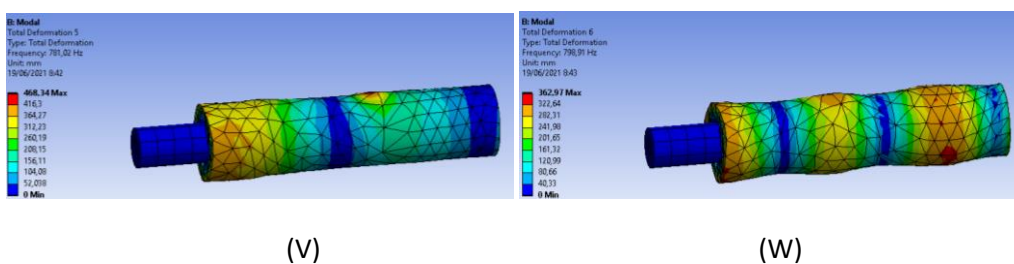 B: Modal
Total Deformation 5
Type: Total Deformation
Frequency: 781,02 Hz
Unit: mm
19/06/2021 8:42
468,34 Max
416,3
364,27
312,23
260,19
208,15
156,11
104,08
52,038
0 Min
(V)
B: Modal
Total Deformation 6
Type: Total Deformation
Frequency: 798,91 Hz
Unit: mm
19/06/2021 8:43
362,97 Max
322,64
282,31
241,98
201,65
161,32
120,99
80,66
40,33
0 Min
(W)